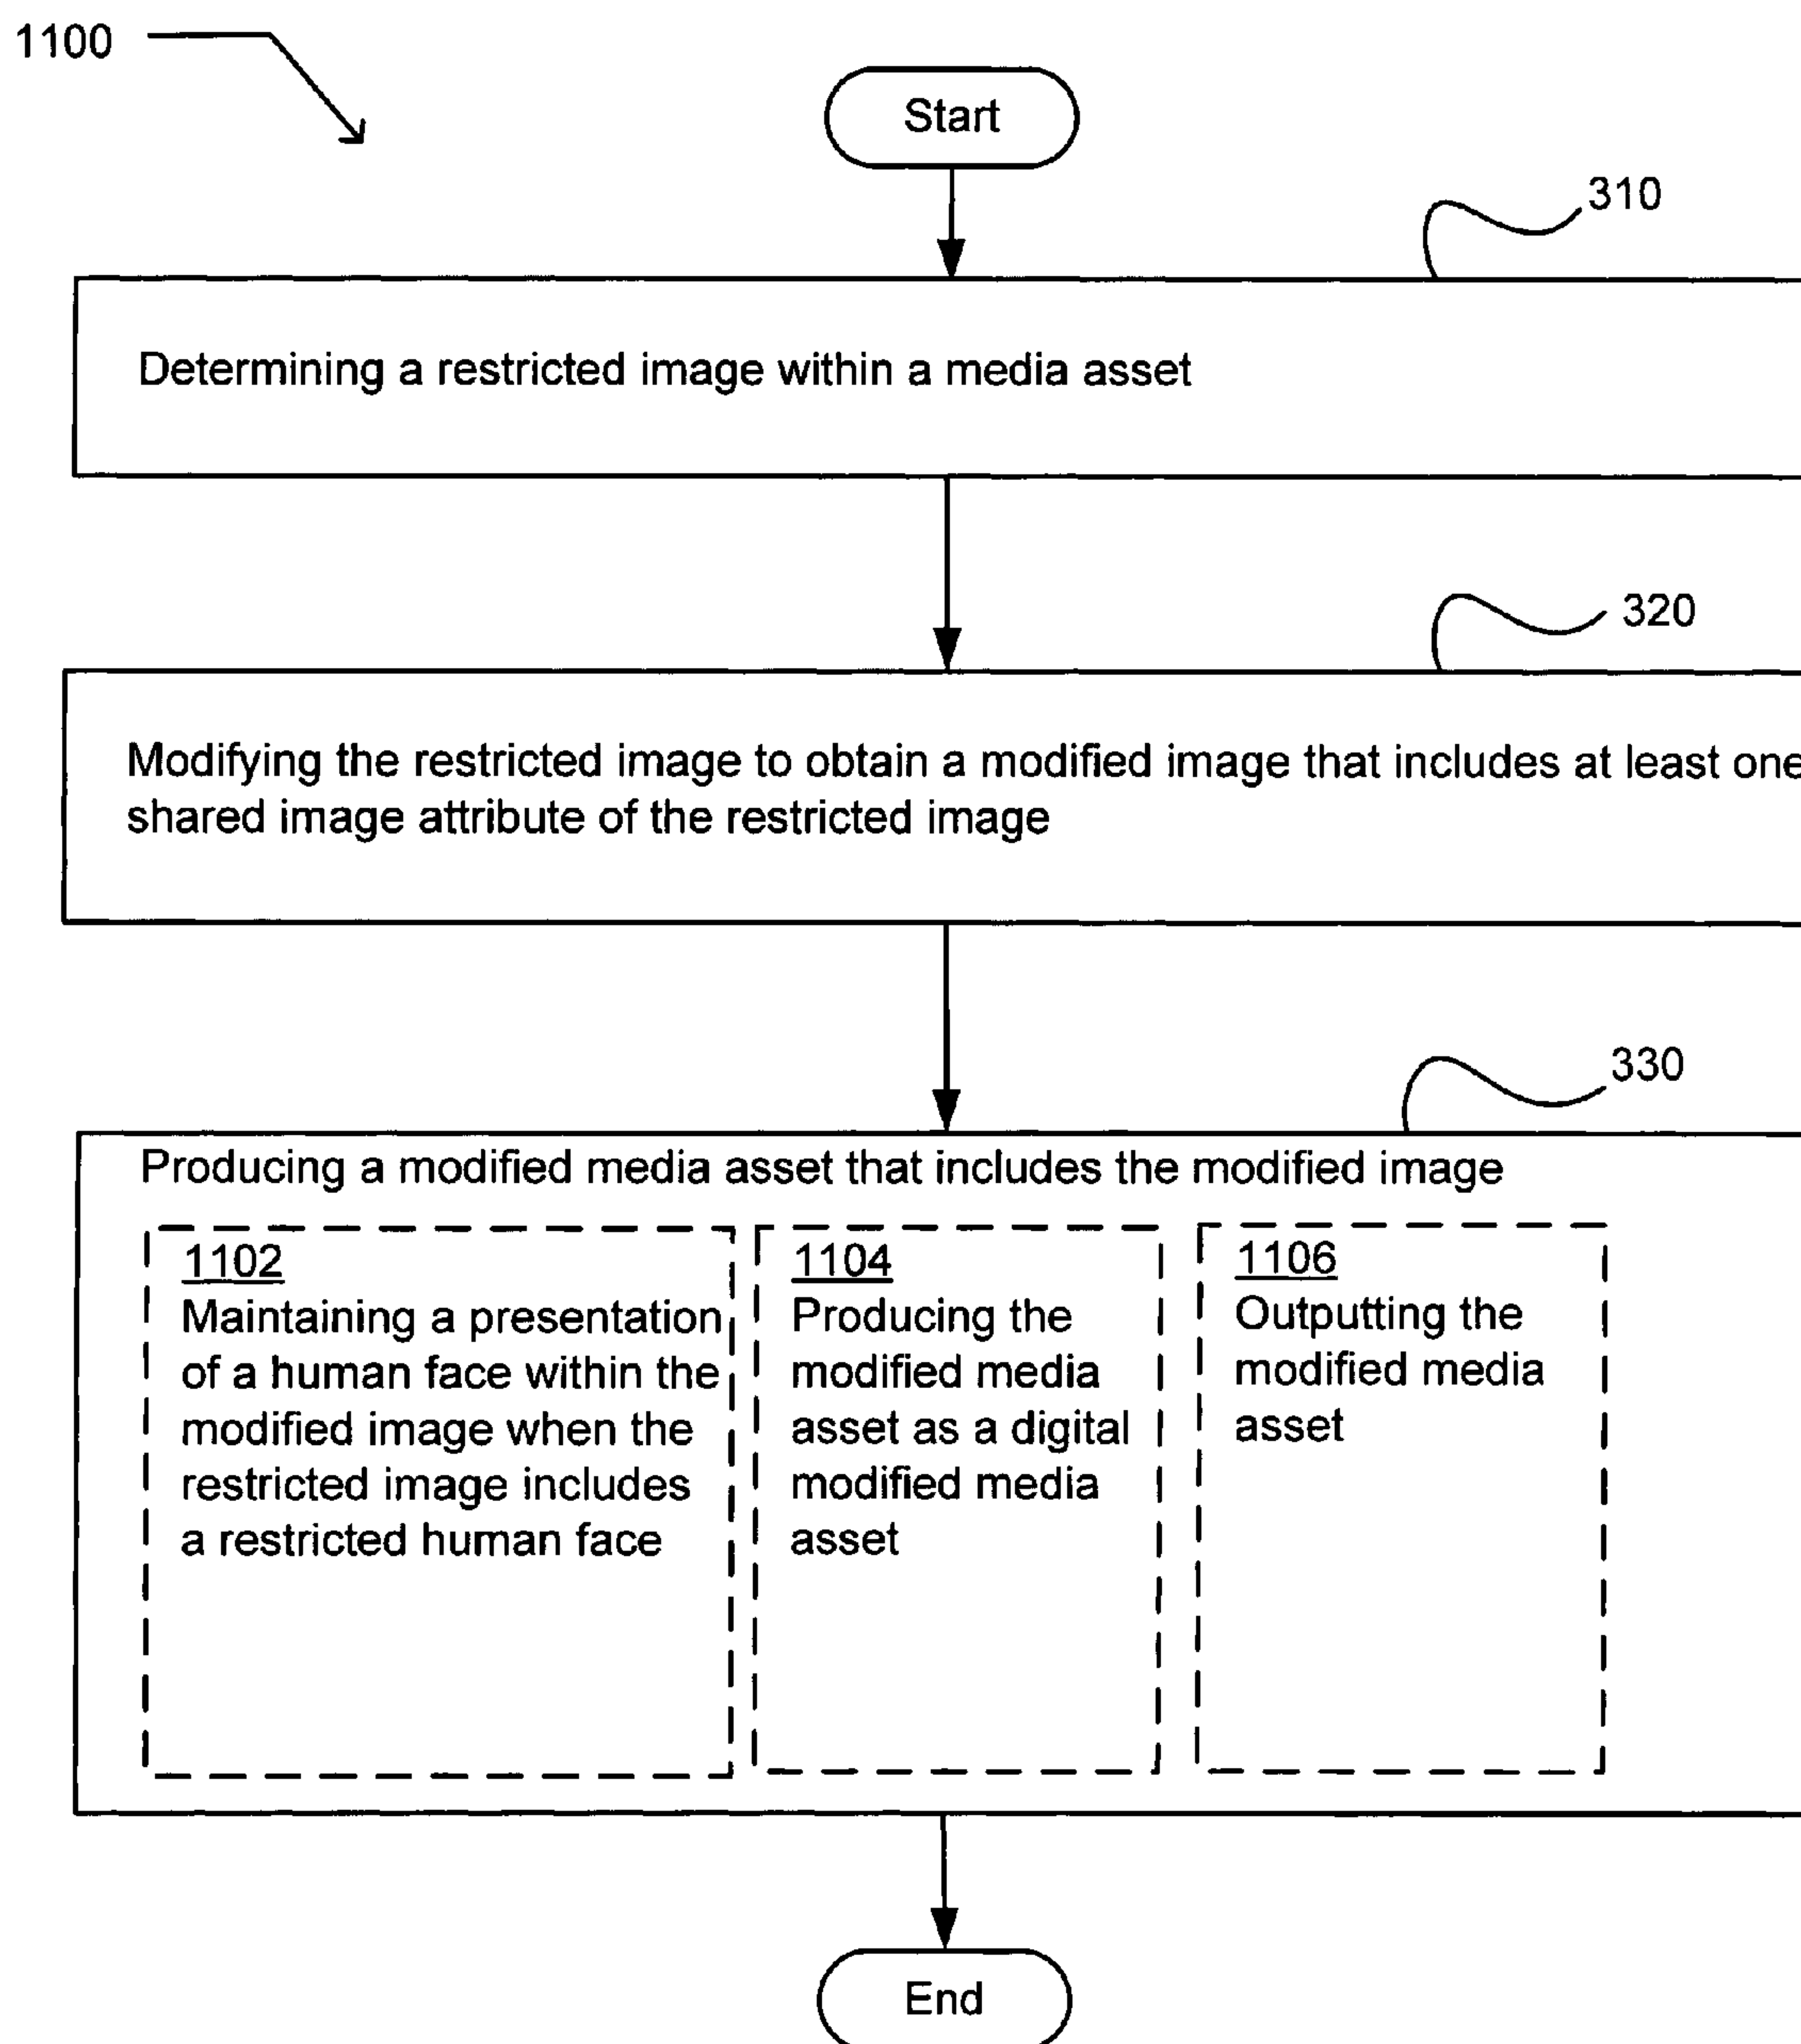 1100
Start
310
Determining a restricted image within a media asset
320
Modifying the restricted image to obtain a modified image that includes at least one
shared image attribute of the restricted image
330
Producing a modified media asset that includes the modified image
1102
Maintaining a presentation
of a human face within the
modified image when the
restricted image includes
a restricted human face
1104
Producing the
modified media
asset as a digital
modified media
asset
1106
Outputting the
modified media
asset
End